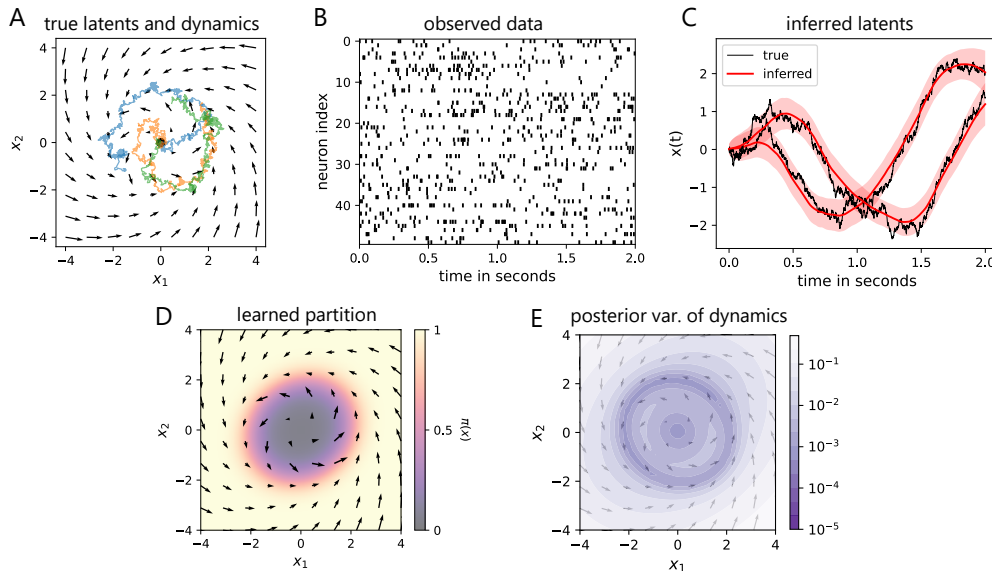 A
true latents and dynamics
4
2
0
−2
−4
x2
−4 −2 0 2 4
x1
B
observed data
0
10
20
30
40
neuron index
0.0 0.5 1.0 1.5 2.0
time in seconds
C
inferred latents
true
inferred
2
1
0
−1
−2
x(t)
0.0 0.5 1.0 1.5 2.0
time in seconds
D
learned partition
4
2
0
−2
−4
x2
−4 −2 0 2 4
x1
1
0.5
0
π(x)
E
posterior var. of dynamics
4
2
0
−2
−4
x2
−4 −2 0 2 4
x1
10⁻¹
10⁻²
10⁻³
10⁻⁴
10⁻⁵